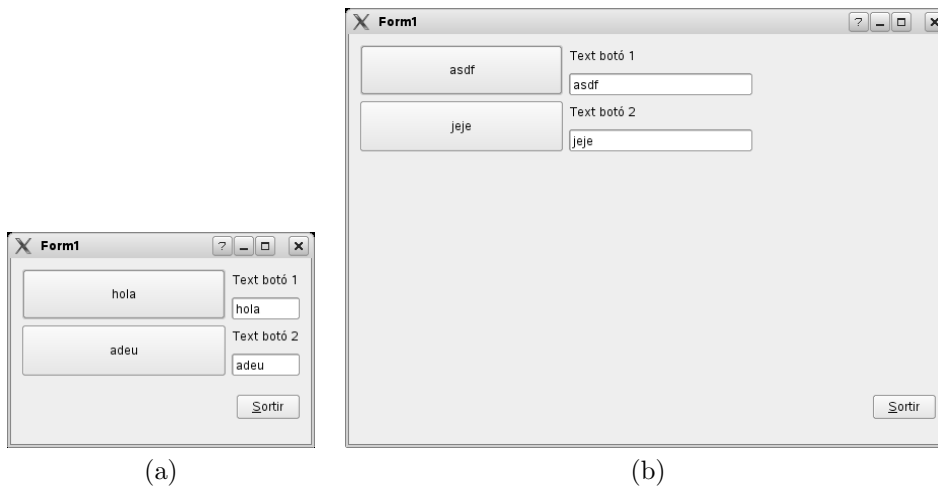 Form1
asdf
Text botó 1
asdf
jeje
Text botó 2
jeje
Sortir
Form1
hola
Text botó 1
hola
adeu
Text botó 2
adeu
Sortir
(a)
(b)